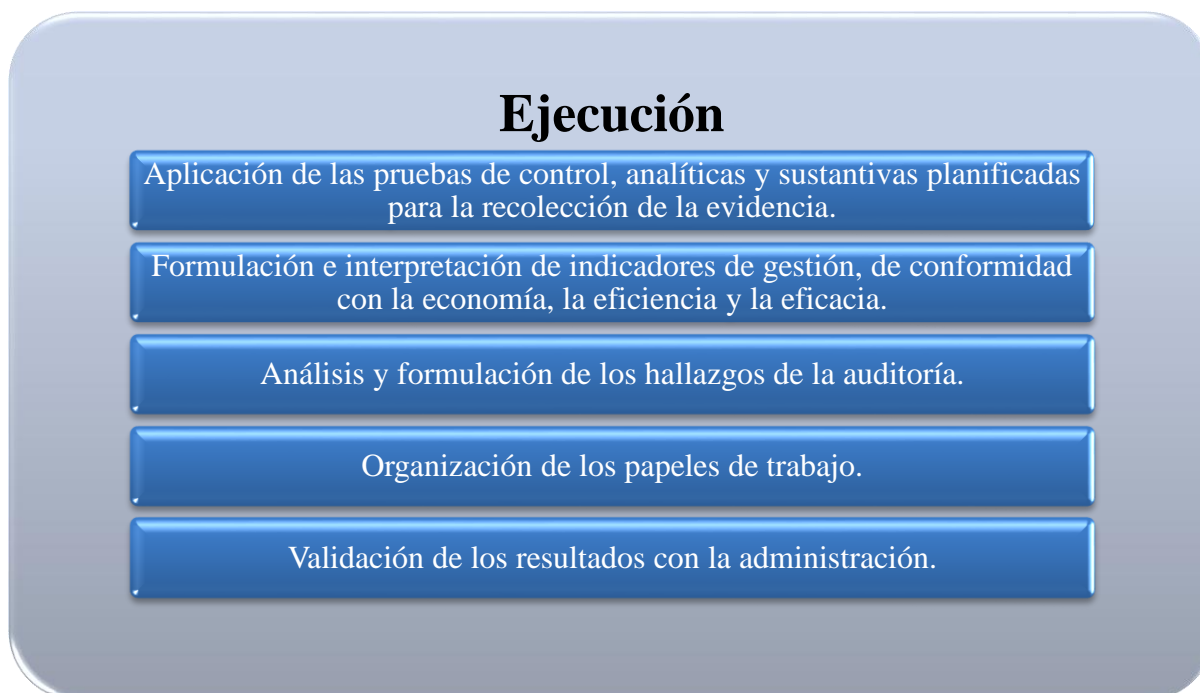 Ejecución
Aplicación de las pruebas de control, analíticas y sustantivas planificadas
para la recolección de la evidencia.
Formulación e interpretación de indicadores de gestión, de conformidad
con la economía, la eficiencia y la eficacia.
Análisis y formulación de los hallazgos de la auditoría.
Organización de los papeles de trabajo.
Validación de los resultados con la administración.